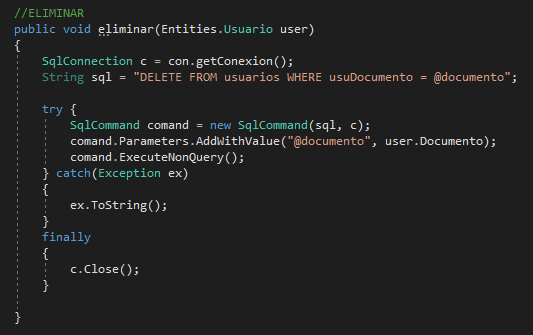 //ELIMINAR
public void eliminar(Entities.Usuario user)
{
SqlConnection c = con.getConexion();
String sql = "DELETE FROM usuarios WHERE usuDocumento = @documento";
try {
SqlCommand comand = new SqlCommand(sql, c);
comand.Parameters.AddWithValue("@documento", user.Documento);
comand.ExecuteNonQuery();
} catch(Exception ex)
{
ex.ToString();
}
finally
{
c.Close();
}
}